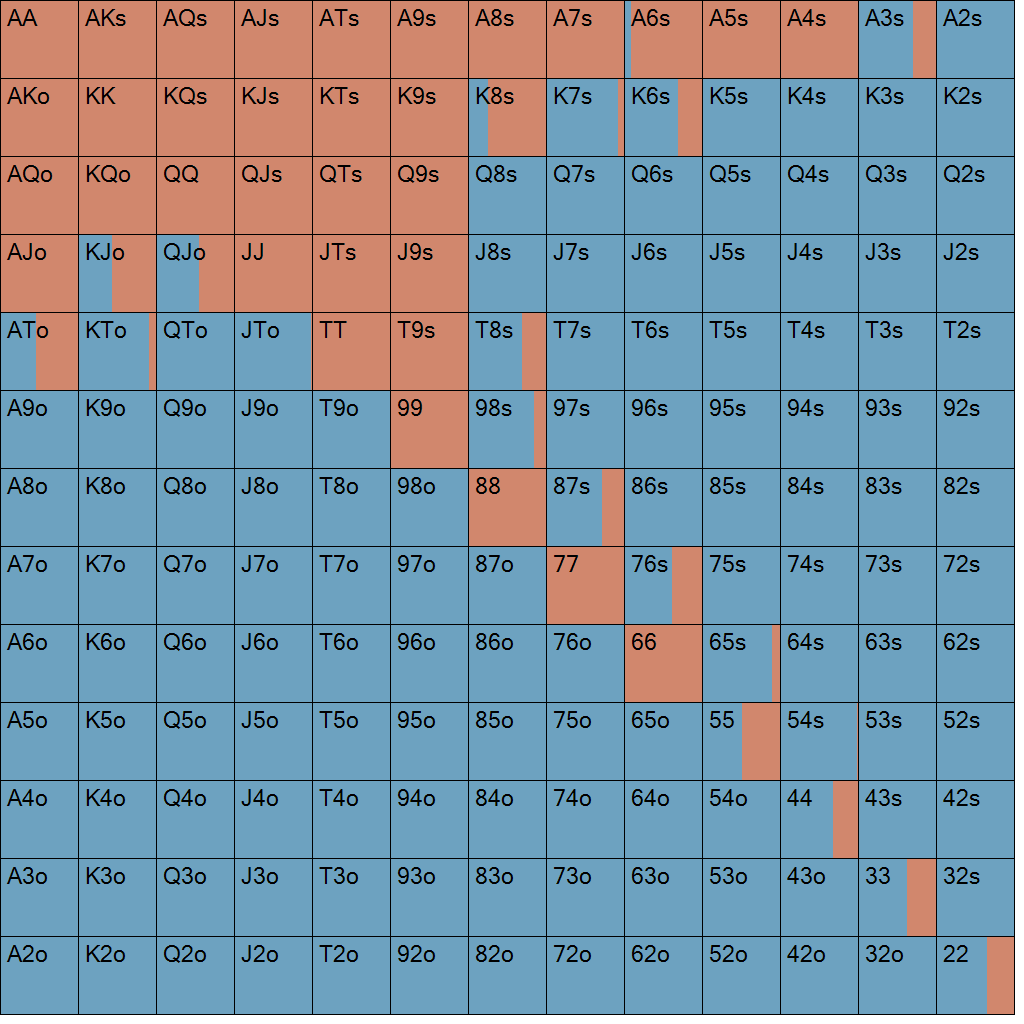 AA AKs AQs AJs ATs A9s A8s A7s A6s A5s A4s A3s A2s
AKo KK KQs KJs KTs K9s K8s K7s K6s K5s K4s K3s K2s
AQo KQo QQ QJs QTs Q9s Q8s Q7s Q6s Q5s Q4s Q3s Q2s
AJo KJo QJo JJ JTs J9s J8s J7s J6s J5s J4s J3s J2s
ATo KTo QTo JTo TT T9s T8s T7s T6s T5s T4s T3s T2s
A9o K9o Q9o J9o T9o 99 98s 97s 96s 95s 94s 93s 92s
A8o K8o Q8o J8o T8o 98o 88 87s 86s 85s 84s 83s 82s
A7o K7o Q7o J7o T7o 97o 87o 77 76s 75s 74s 73s 72s
A6o K6o Q6o J6o T6o 96o 86o 76o 66 65s 64s 63s 62s
A5o K5o Q5o J5o T5o 95o 85o 75o 65o 55 54s 53s 52s
A4o K4o Q4o J4o T4o 94o 84o 74o 64o 54o 44 43s 42s
A3o K3o Q3o J3o T3o 93o 83o 73o 63o 53o 43o 33 32s
A2o K2o Q2o J2o T2o 92o 82o 72o 62o 52o 42o 32o 22